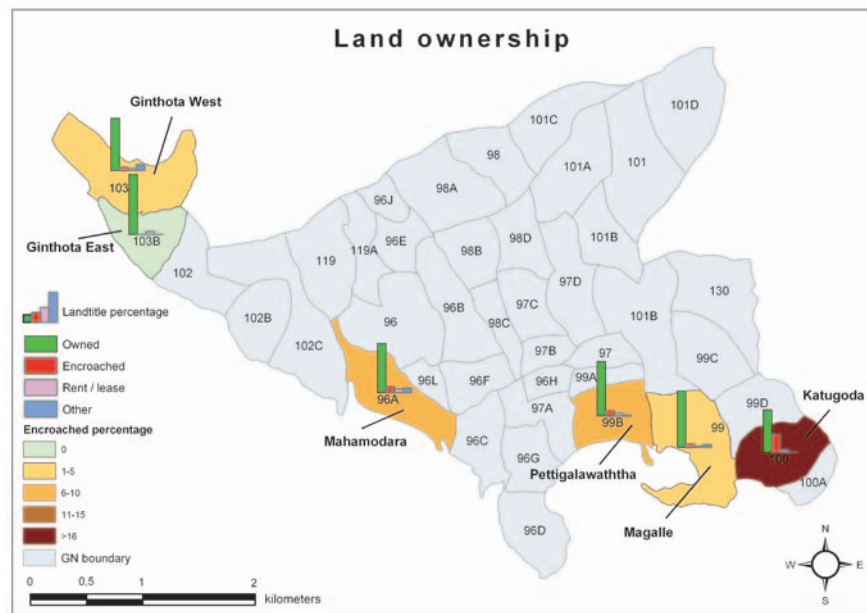 Land ownership
Ginthota West
101D
101C
98
101A
101
103
98A
96J
Ginthota East
103B
102
119
119A
96E
98B
98D
101B
130
97D
Landtitle percentage
102B
96B
97C
101B
96
98C
Owned
102C
97B
97
99C
Encroached
96L
96F
96H
99A
Rent / lease
96A
97A
99B
99
99D
Katugoda
Other
Mahamodara
96C
Pettigalawaththa
100
Encroached percentage
96G
100A
0
1-5
Magalle
6-10
96D
11-15
>16
GN boundary
N
W E
S
0 0,5 1 2
kilometers